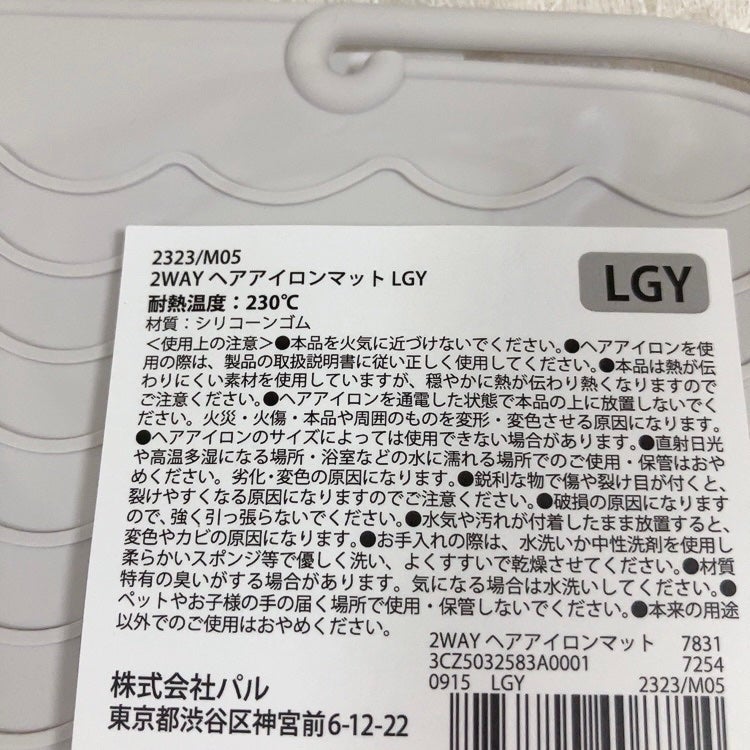 2323/M05
2WAY ヘアアイロンマット LGY
LGY
耐熱温度：230℃
材質：シリコーンゴム
＜使用上の注意＞●本品を火気に近づけないでください。●ヘアアイロンを使
用の際は、製品の取扱説明書に従い正しく使用してください。●本品は熱が伝
わりにくい素材を使用していますが、穏やかに熱が伝わり熱くなりますので
ご注意ください。●ヘアアイロンを通電した状態で本品の上に放置しないでく
ださい。火災・火傷・本品や周囲のものを変形・変色させる原因になります。
●ヘアアイロンのサイズによっては使用できない場合があります。●直射日光
や高温多湿になる場所・浴室などの水に濡れる場所でのご使用・保管はおや
めください。劣化・変色の原因になります。●鋭利な物で傷や裂け目が付くと、
裂けやすくなる原因になりますのでご注意ください。●破損の原因になります
ので、強く引っ張らないでください。●水気や汚れが付着したまま放置すると、
変色やカビの原因になります。●お手入れの際は、水洗いか中性洗剤を使用し
柔らかいスポンジ等で優しく洗い、よくすすいで乾燥させてください。●材質
特有の臭いがする場合があります。気になる場合は水洗いしてください。●
ペットやお子様の手の届く場所で使用・保管しないでください。●本来の用途
以外でのご使用はおやめください。
2WAY ヘアアイロンマット 7831
3CZ5032583A0001 7254
0915 LGY 2323/M05
株式会社パル
東京都渋谷区神宮前6-12-22